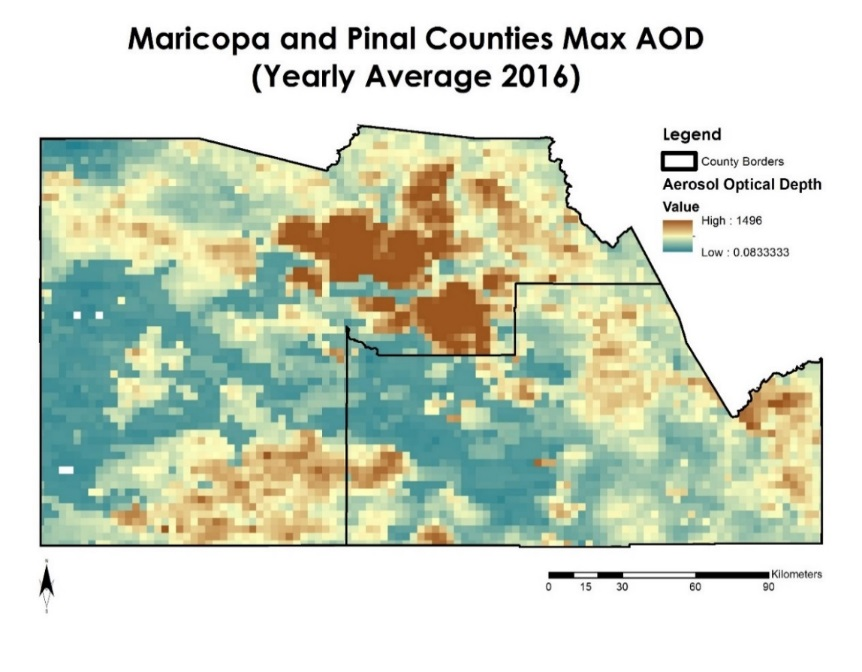 Maricopa and Pinal Counties Max AOD
(Yearly Average 2016)
Legend
County Borders
Aerosol Optical Depth
Value
High : 1496
Low : 0.0833333
Kilometers
0 15 30 60 90